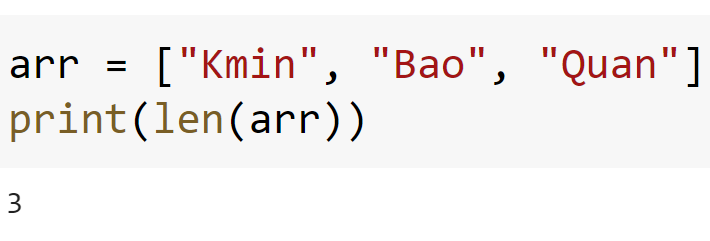 arr = ["Kmin", "Bao", "Quan"]
print(len(arr))
3